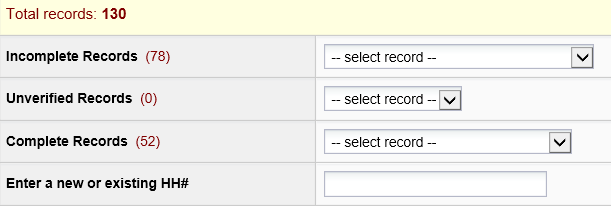 Total records: 130
Incomplete Records (78) -- select record --
Unverified Records (0) -- select record --
Complete Records (52) -- select record --
Enter a new or existing HH#